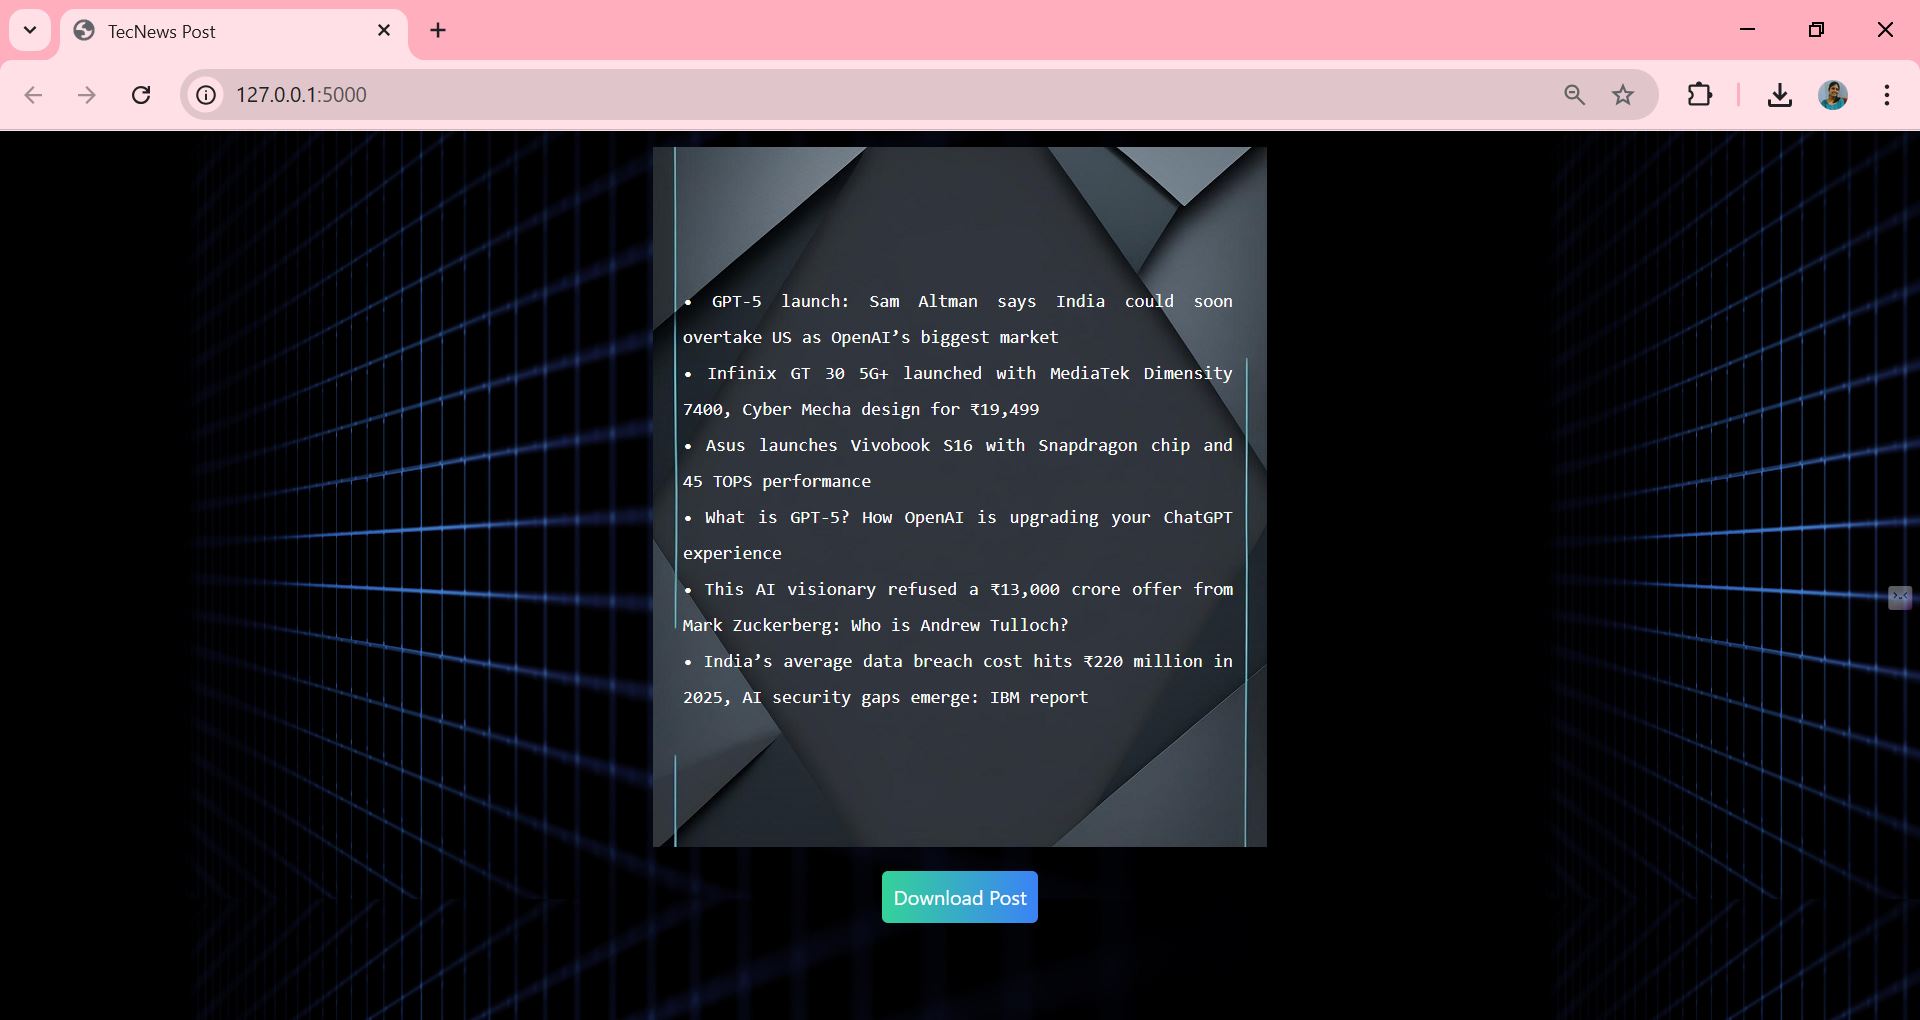 TecNews Post
127.0.0.1:5000
• GPT-5 launch: Sam Altman says India could soon
overtake US as OpenAI’s biggest market
• Infinix GT 30 5G+ launched with MediaTek Dimensity
7400, Cyber Mecha design for ₹19,499
• Asus launches Vivobook S16 with Snapdragon chip and
45 TOPS performance
• What is GPT-5? How OpenAI is upgrading your ChatGPT
experience
• This AI visionary refused a ₹13,000 crore offer from
Mark Zuckerberg: Who is Andrew Tulloch?
• India’s average data breach cost hits ₹220 million in
2025, AI security gaps emerge: IBM report
Download Post